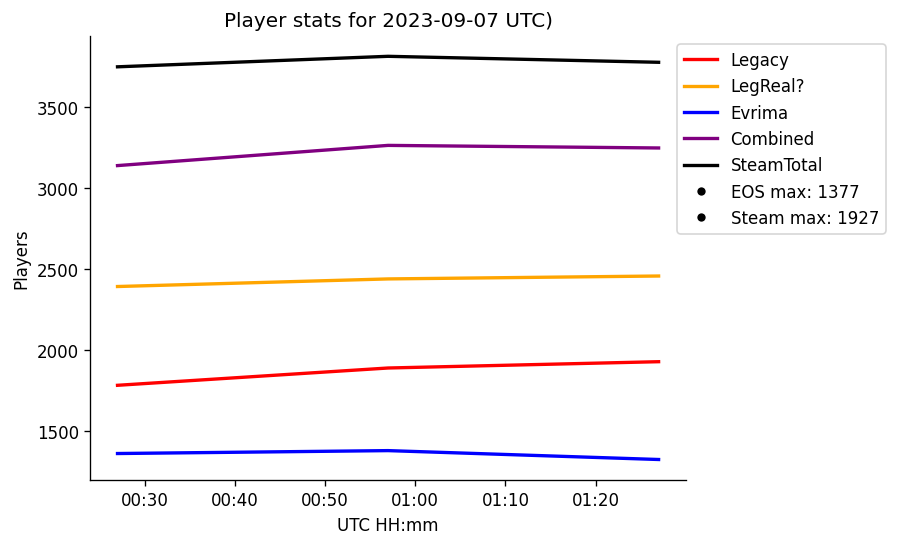 Player stats for 2023-09-07 UTC)
Legacy
LegReal?
Evrima
Combined
SteamTotal
EOS max: 1377
Steam max: 1927
Players
3500
3000
2500
2000
1500
00:30 00:40 00:50 01:00 01:10 01:20
UTC HH:mm